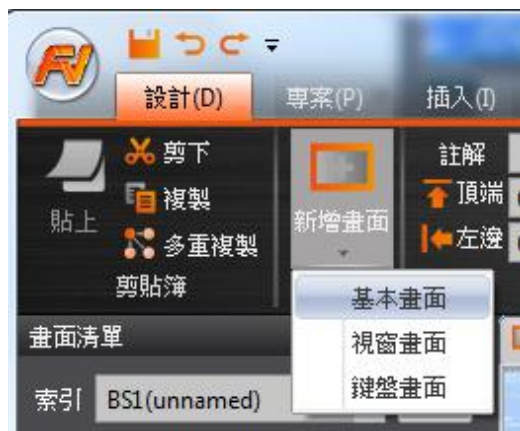 設計(D) 專案(P) 插入(I)
剪下
複製
多重複製
貼上
剪貼簿
新增畫面
註解
頂端
左邊
基本畫面
視窗畫面
鍵盤畫面
畫面清單
索引 BS1(unnamed)